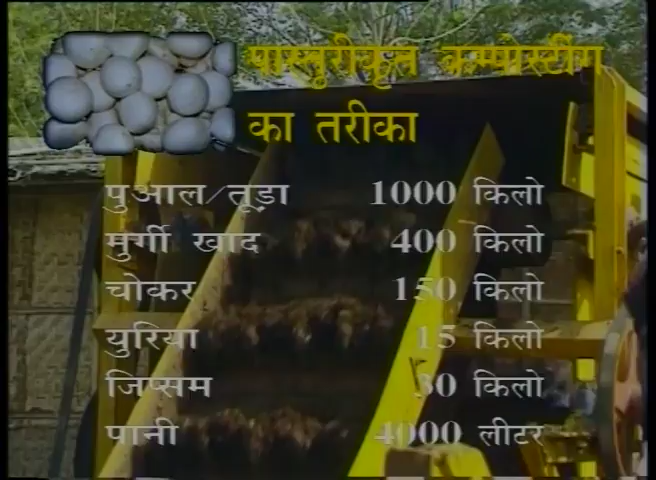 पास्तुरीकृत कम्पोस्टींग
का तरीका
पुआल/तूड़ा 1000 किलो
मुर्गी खाद 400 किलो
चोकर 150 किलो
युरिया 15 किलो
जिप्सम 30 किलो
पानी 4000 लीटर